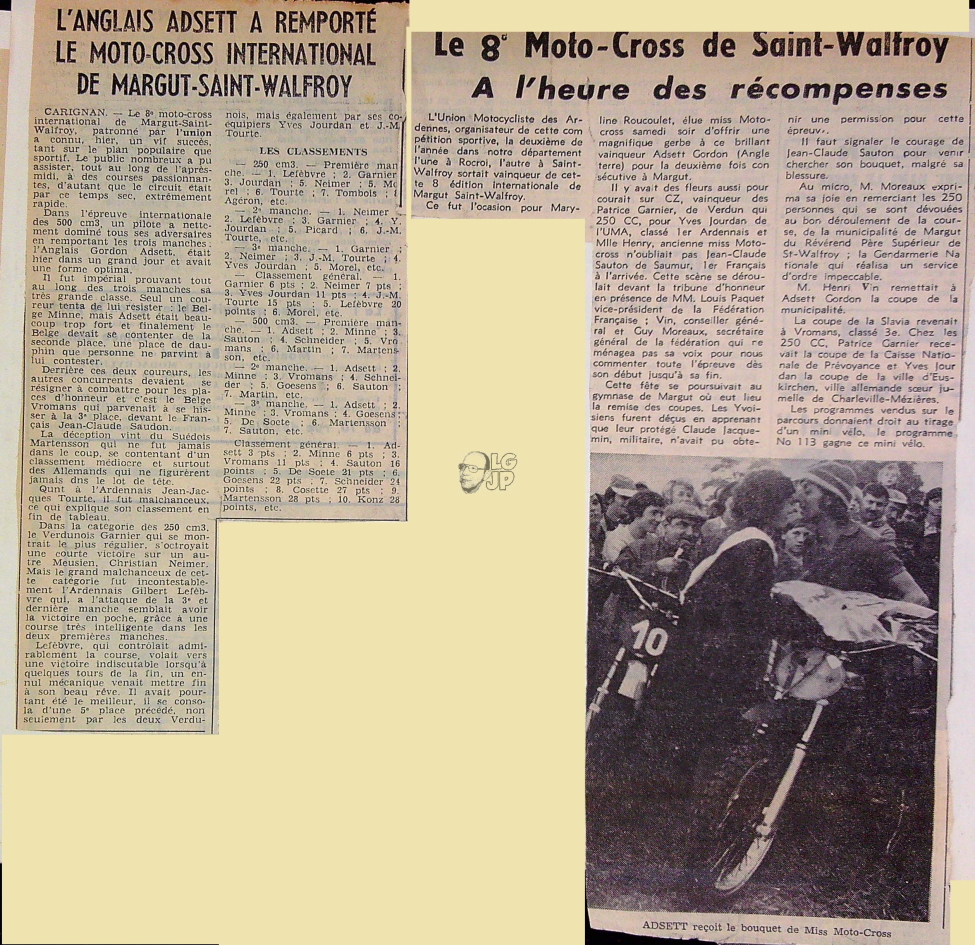 L'ANGLAIS ADSETT A REMPORTÉ
LE MOTO-CROSS INTERNATIONAL
DE MARGUT-SAINT-WALFROY
CARIGNAN. — Le 8e moto-cross
international de Margut-Saint-
Walfroy, patronné par l'union
a connu, hier, un vif succès,
tant sur le plan populaire que
sportif. Le public nombreux a pu
assister, tout au long de l'après-
midi, à des courses passionnan-
tes, d'autant que le circuit était
par ce temps sec, extrêmement
rapide.
Dans l'épreuve internationale
des 500 cm3, un pilote a nette-
ment dominé tous ses adversaires
en remportant les trois manches :
l'Anglais Gordon Adsett, était
hier dans un grand jour et avait
une forme optima.
Il fut impérial prouvant tout
au long des trois manches sa
très grande classe. Seul un cou-
reur tenta de lui résister : le Bel-
ge Minne, mais Adsett était beau-
coup trop fort et finalement le
Belge devait se contenter de la
seconde place, une place de dau-
phin que personne ne parvint à
lui contester.
Derrière ces deux coureurs, les
autres concurrents devaient se
résigner à combattre pour les pla-
ces d'honneur et c'est le Belge
Vromans qui parvenait à se his-
ser à la 3e place, devant le Fran-
çais Jean-Claude Saudon.
La déception vint du Suédois
Martensson qui ne fut jamais
dans le coup, se contentant d'un
classement médiocre et surtout
des Allemands qui ne figurèrent
jamais dns le lot de tête.
Qunt à l'Ardennais Jean-Jac-
ques Tourte, il fut malchanceux,
ce qui explique son classement en
fin de tableau.
Dans la catégorie des 250 cm3,
le Verdunois Garnier qui se mon-
trait le plus régulier, s'octroyait
une courte victoire sur un au-
tre Meusien, Christian Neimer.
Mais le grand malchanceux de cet-
te catégorie fut incontestable-
ment l'Ardennais Gilbert Lefèb-
vre qui, a l'attaque de la 3e et
dernière manche semblait avoir
la victoire en poche, grâce à une
course très intelligente dans les
deux premières manches.
Lefèbvre, qui contrôlait admi-
rablement la course, volait vers
une victoire indiscutable lorsqu'à
quelques tours de la fin, un en-
nui mécanique venait mettre fin
à son beau rêve. Il avait pour-
tant été le meilleur, il se conso-
la d'une 5e place précédé, non
seulement par les deux Verdu-
nois, mais également par ses co-
équipiers Yves Jourdan et J.-M.
Tourte.
LES CLASSEMENTS
— 250 cm3. — Première man
che. — 1. Lefèbvre ; 2. Garnier
3. Jourdan ; 5. Neimer ; 5. Mo
rel ; 6. Tourte ; 7. Tombois ;
Agéron, etc.
— 2e manche. — 1. Neimer
2. Lefèbvre ; 3. Garnier ; 4. Y.
Jourdan ; 5. Picard ; 6. J.-M.
Tourte, etc.
— 3e manche. — 1. Garnier ;
2. Neimer ; 3. J.-M. Tourte ; 4.
Yves Jourdan ; 5. Morel, etc.
— Classement général. — 1.
Garnier 6 pts ; 2. Neimer 7 pts ;
3. Yves Jourdan 11 pts ; 4. J.-M.
Tourte 15 pts ; 5. Lefèbvre 20
points ; 6. Morel, etc.
— 500 cm3. — Première man-
che. — 1. Adsett ; 2. Minne ; 3.
Sauton ; 4. Schneider ; 5. Vro
mans ; 6. Martin ; 7. Martens-
son, etc.
— 2e manche. — 1. Adsett ; 2.
Minne ; 3. Vromans ; 4. Schnei-
der ; 5. Goesens ; 6. Sauton ;
7. Martin, etc.
— 3e manche. — 1. Adsett ; 2.
Minne ; 3. Vromans ; 4. Goesens
5. De Socte ; 6. Martensson ;
7. Sauton, etc.
Classement général. — 1. Ad-
sett 3 pts ; 2. Minne 6 pts ; 3.
Vromans 11 pts ; 4. Sauton 16
points ; 5. De Soete 21 pts ; 6.
Goesens 22 pts ; 7. Schneider 24
points ; 8. Cosette 27 pts ; 9.
Martensson 28 pts ; 10. Konz 28
points, etc.
Le 8e Moto-Cross de Saint-Walfroy
A l'heure des récompenses
L'Union Motocycliste des Ar-
dennes, organisateur de cette com
pétition sportive, la deuxième de
l'année dans notre département
l'une à Rocroi, l'autre à Saint-
Walfroy sortait vainqueur de cet-
te 8 édition internationale de
Margut Saint-Walfroy.
Ce fut l'ocasion pour Mary-
line Roucoulet, élue miss Moto-
cross samedi soir d'offrir une
magnifique gerbe à ce brillant
vainqueur Adsett Gordon (Angle
terre) pour la deuxième fois con
sécutive à Margut.
Il y avait des fleurs aussi pour
courait sur CZ, vainqueur des
Patrice Garnier, de Verdun qui
250 CC, pour Yves Jourdan de
l'UMA, classé 1er Ardennais et
Mlle Henry, ancienne miss Moto-
cross n'oubliait pas Jean-Claude
Sauton de Saumur, 1er Français
à l'arrivée. Cette scène se dérou-
lait devant la tribune d'honneur
en présence de MM. Louis Paquet
vice-président de la Fédération
Française ; Vin, conseiller géné-
ral et Guy Moreaux, secrétaire
général de la fédération qui ne
ménagea pas sa voix pour nous
commenter toute l'épreuve dès
son début jusqu'à sa fin.
Cette fête se poursuivait au
gymnase de Margut où eut lieu
la remise des coupes. Les Yvoi-
siens furent déçus en apprenant
que leur protégé Claude Jacque-
min, militaire, n'avait pu obte-
nir une permission pour cette
épreuve.
Il faut signaler le courage de
Jean-Claude Sauton pour venir
chercher son bouquet, malgré sa
blessure.
Au micro, M. Moreaux expri-
ma sa joie en remerciant les 250
personnes qui se sont dévouées
bon déroulement de la cour-
se, de la municipalité de Margut
du Révérend Père Supérieur de
St-Walfroy ; la Gendarmerie Na
tionale qui réalisa un service
d'ordre impeccable.
M. Henri Vin remettait à
Adsett Gordon la coupe de la
municipalité.
La coupe de la Slavia revenait
à Vromans, classé 3e. Chez les
250 CC, Patrice Garnier rece-
vait la coupe de la Caisse Natio-
nale de Prévoyance et Yves Jour
dan la coupe de la ville d'Eus-
kirchen, ville allemande sœur ju-
melle de Charleville-Mézières.
Les programmes vendus sur le
parcours donnaient droit au tirage
d'un mini vélo, le programme
No 113 gagne ce mini vélo.
LG
JP
10
ADSETT reçoit le bouquet de Miss Moto-Cross